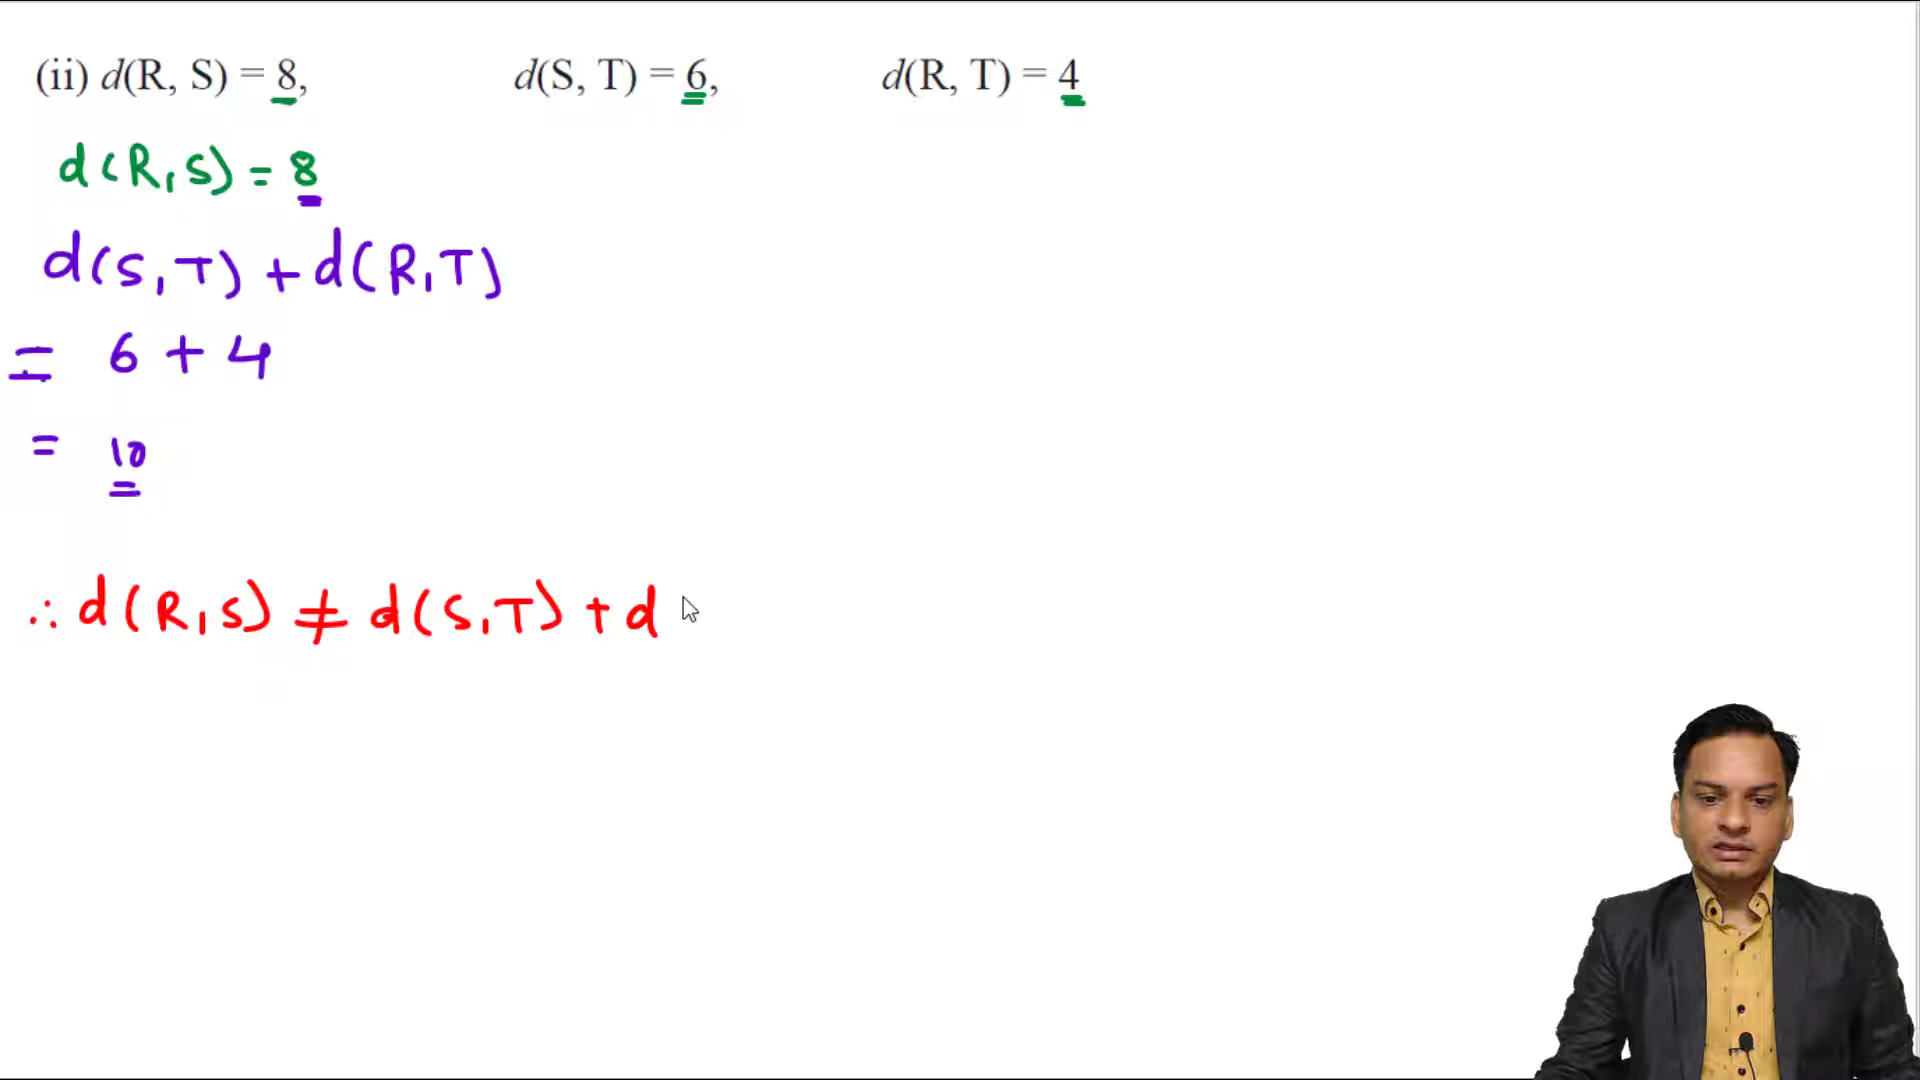 (ii) d(R, S) = 8, d(S, T) = 6, d(R, T) = 4
d(R,S) = 8
d(S,T) + d(R,T)
= 6 + 4
= 10
∴ d(R,S) ≠ d(S,T) + d